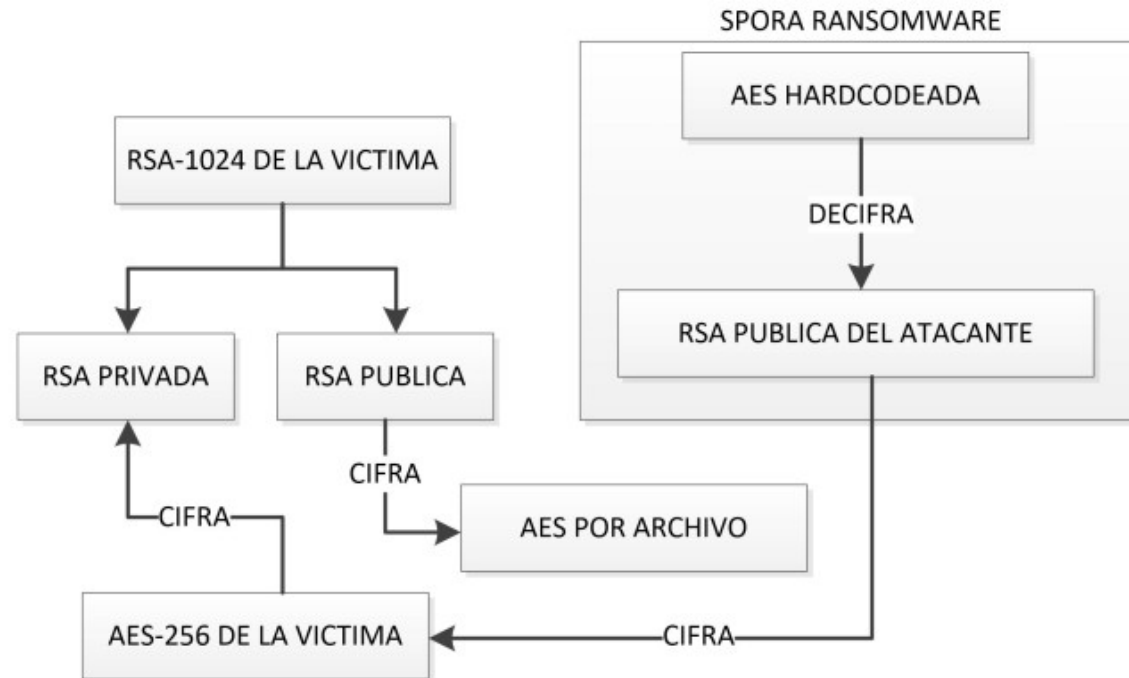 SPORA RANSOMWARE
AES HARDCODEADA
RSA-1024 DE LA VICTIMA
DECIFRA
RSA PUBLICA DEL ATACANTE
RSA PRIVADA
RSA PUBLICA
CIFRA
CIFRA
AES POR ARCHIVO
AES-256 DE LA VICTIMA
CIFRA